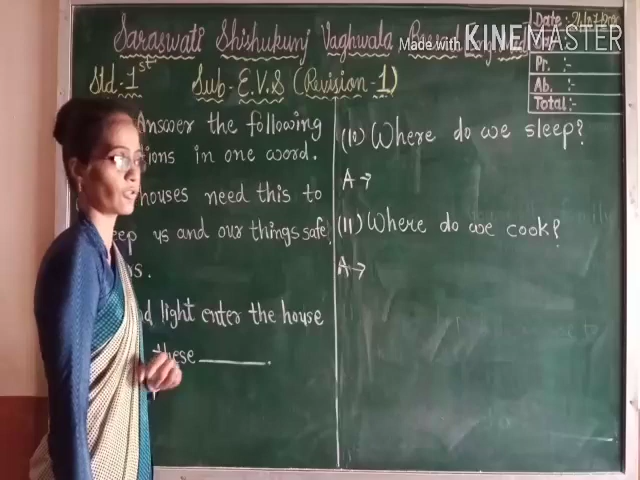 Saraswati Shishukunj Vaghwala
Made with KINEMASTER
Date:
Pr. :-
Ab. :-
Total:-
Std-1st Sub-E.V.S (Revision-1)
Answer the following
in one word.
houses need this to
us and our things safe.
light enter the house
these ______.
(10) Where do we sleep?
A→
(11) Where do we cook?
A→